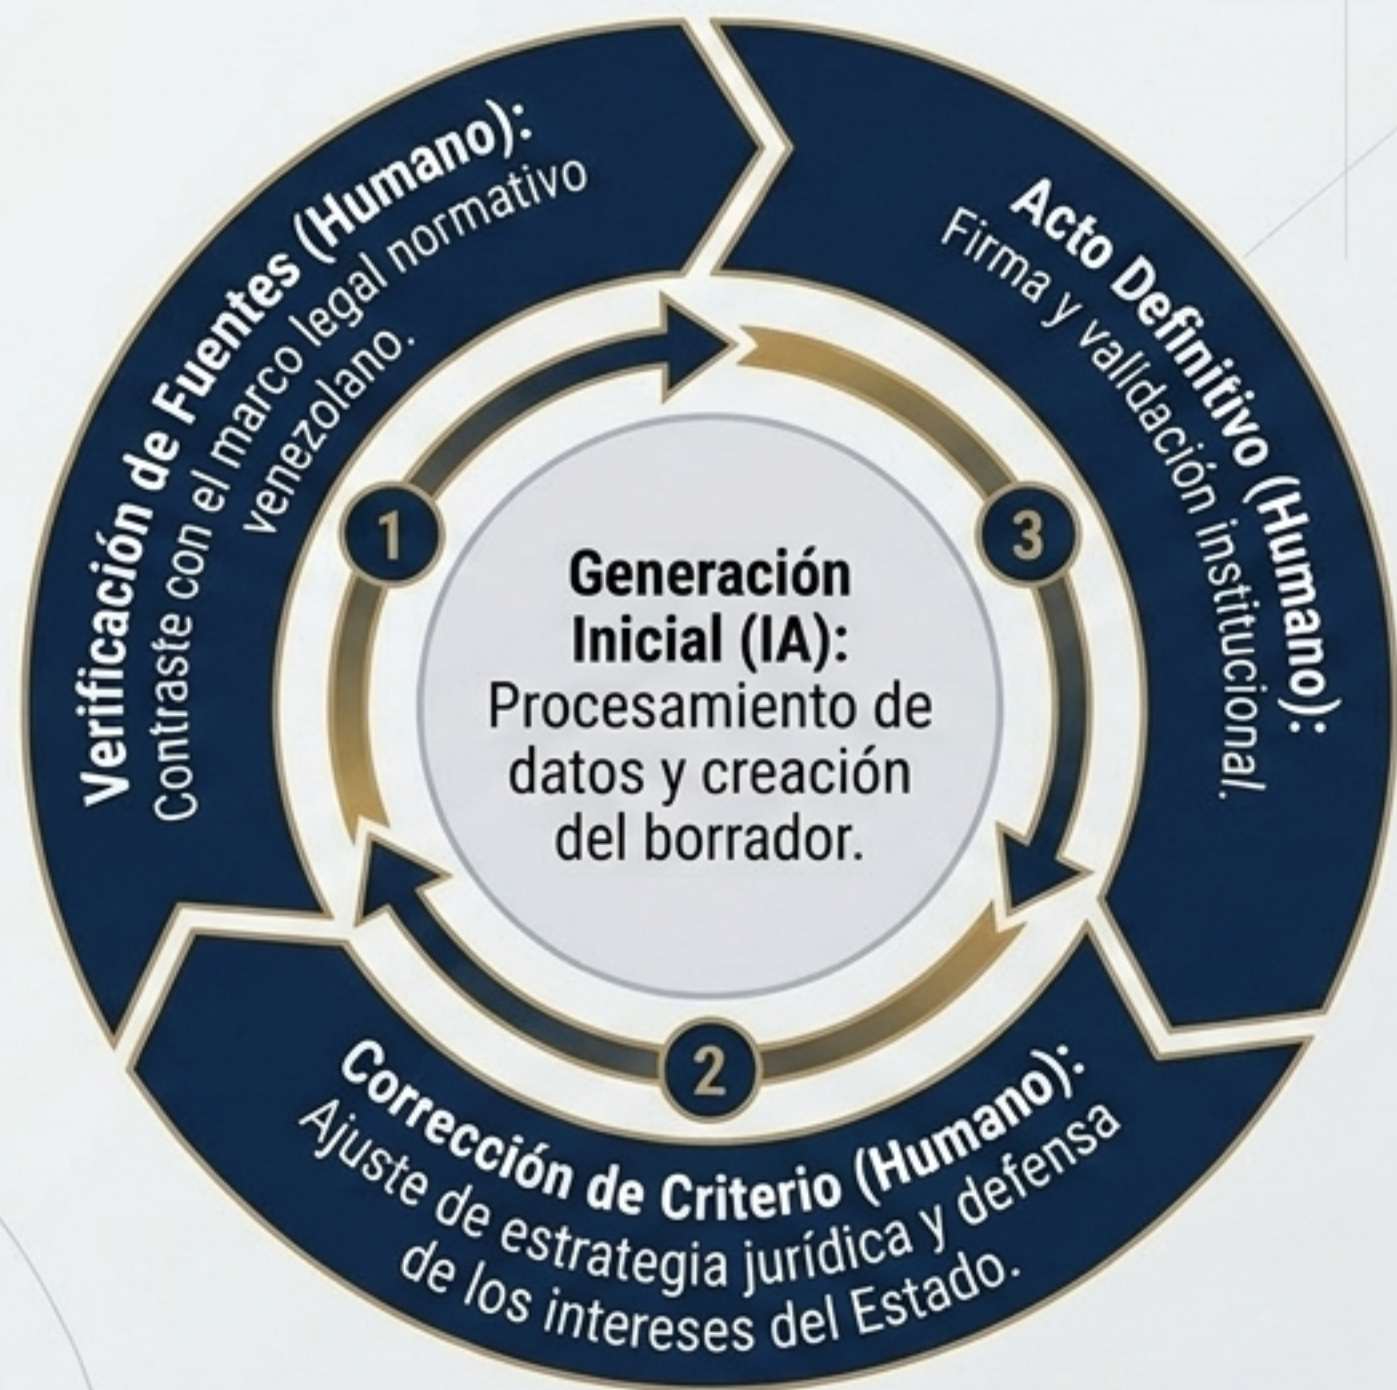 Verificación de Fuentes (Humano):
Contraste con el marco legal normativo
venezolano.
1
Acto Definitivo (Humano):
Firma y validación institucional.
3
Generación
Inicial (IA):
Procesamiento de
datos y creación
del borrador.
2
Corrección de Criterio (Humano):
Ajuste de estrategia jurídica y defensa
de los intereses del Estado.